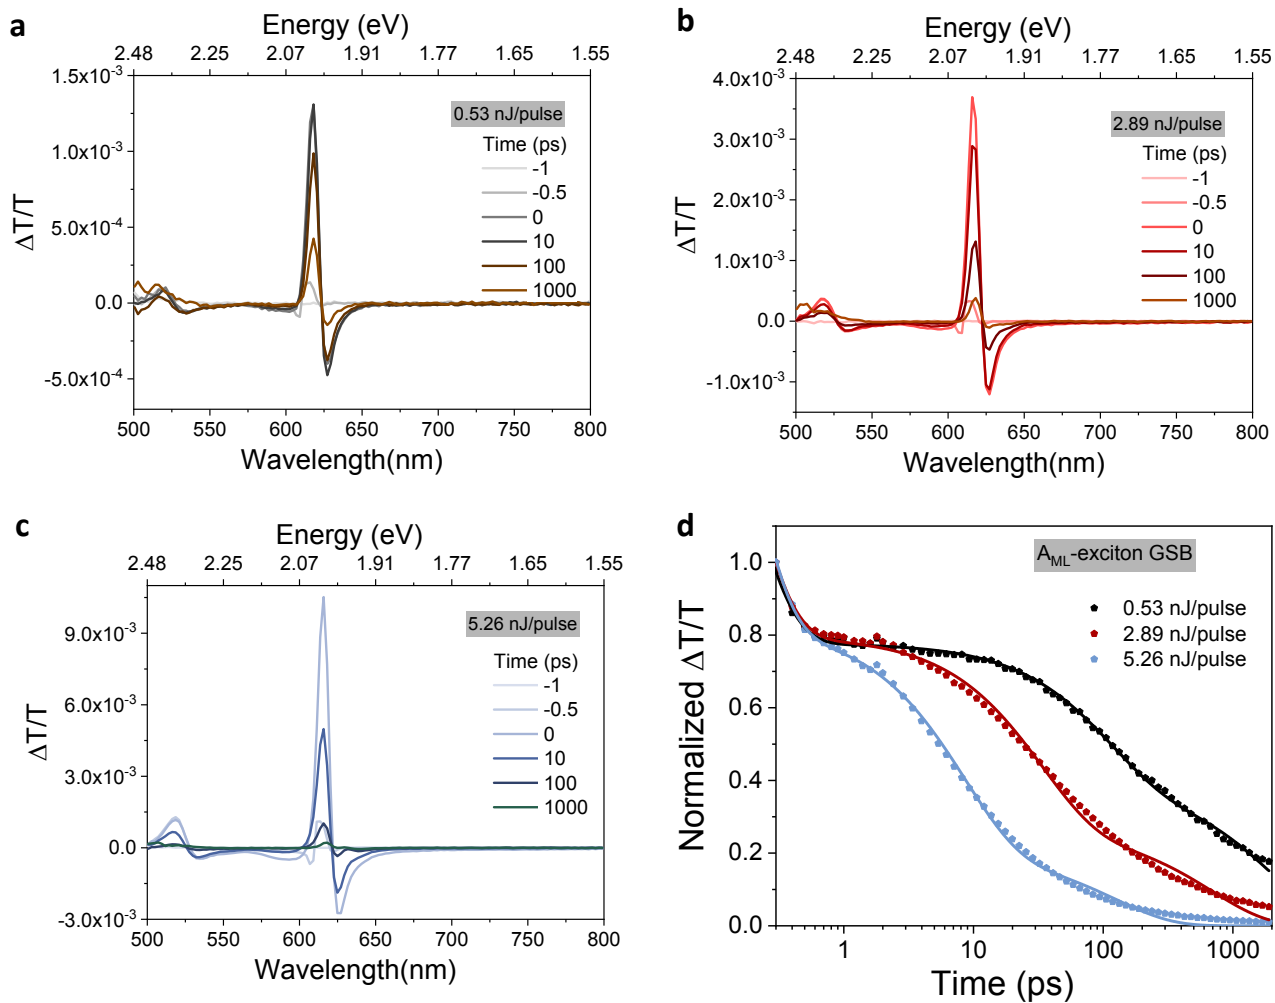 a
Energy (eV)
2.48 2.25 2.07 1.91 1.77 1.65 1.55
1.5x10⁻³
1.0x10⁻³
5.0x10⁻⁴
0.0
-5.0x10⁻⁴
ΔT/T
0.53 nJ/pulse
Time (ps)
-1
-0.5
0
10
100
1000
500 550 600 650 700 750 800
Wavelength(nm)
b
Energy (eV)
2.48 2.25 2.07 1.91 1.77 1.65 1.55
4.0x10⁻³
3.0x10⁻³
2.0x10⁻³
1.0x10⁻³
0.0
-1.0x10⁻³
ΔT/T
2.89 nJ/pulse
Time (ps)
-1
-0.5
0
10
100
1000
500 550 600 650 700 750 800
Wavelength(nm)
c
Energy (eV)
2.48 2.25 2.07 1.91 1.77 1.65 1.55
9.0x10⁻³
6.0x10⁻³
3.0x10⁻³
0.0
-3.0x10⁻³
ΔT/T
5.26 nJ/pulse
Time (ps)
-1
-0.5
0
10
100
1000
500 550 600 650 700 750 800
Wavelength(nm)
d
1.0
0.8
0.6
0.4
0.2
0.0
Normalized ΔT/T
A_ML-exciton GSB
0.53 nJ/pulse
2.89 nJ/pulse
5.26 nJ/pulse
1 10 100 1000
Time (ps)